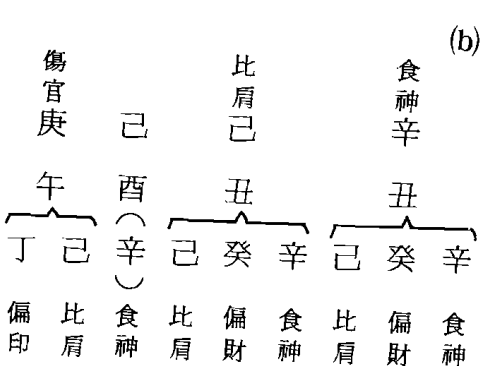 (b)
傷官 比肩 食神
庚 己 己 辛
午 酉 丑 丑
丁 己 (辛) 己 癸 辛 己 癸 辛
偏印 比肩 食神 比肩 偏財 食神 比肩 偏財 食神